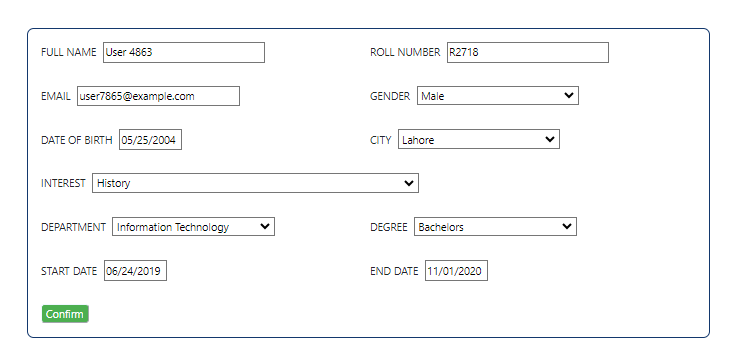 FULL NAME User 4863 ROLL NUMBER R2718
EMAIL user7865@example.com GENDER Male
DATE OF BIRTH 05/25/2004 CITY Lahore
INTEREST History
DEPARTMENT Information Technology DEGREE Bachelors
START DATE 06/24/2019 END DATE 11/01/2020
Confirm